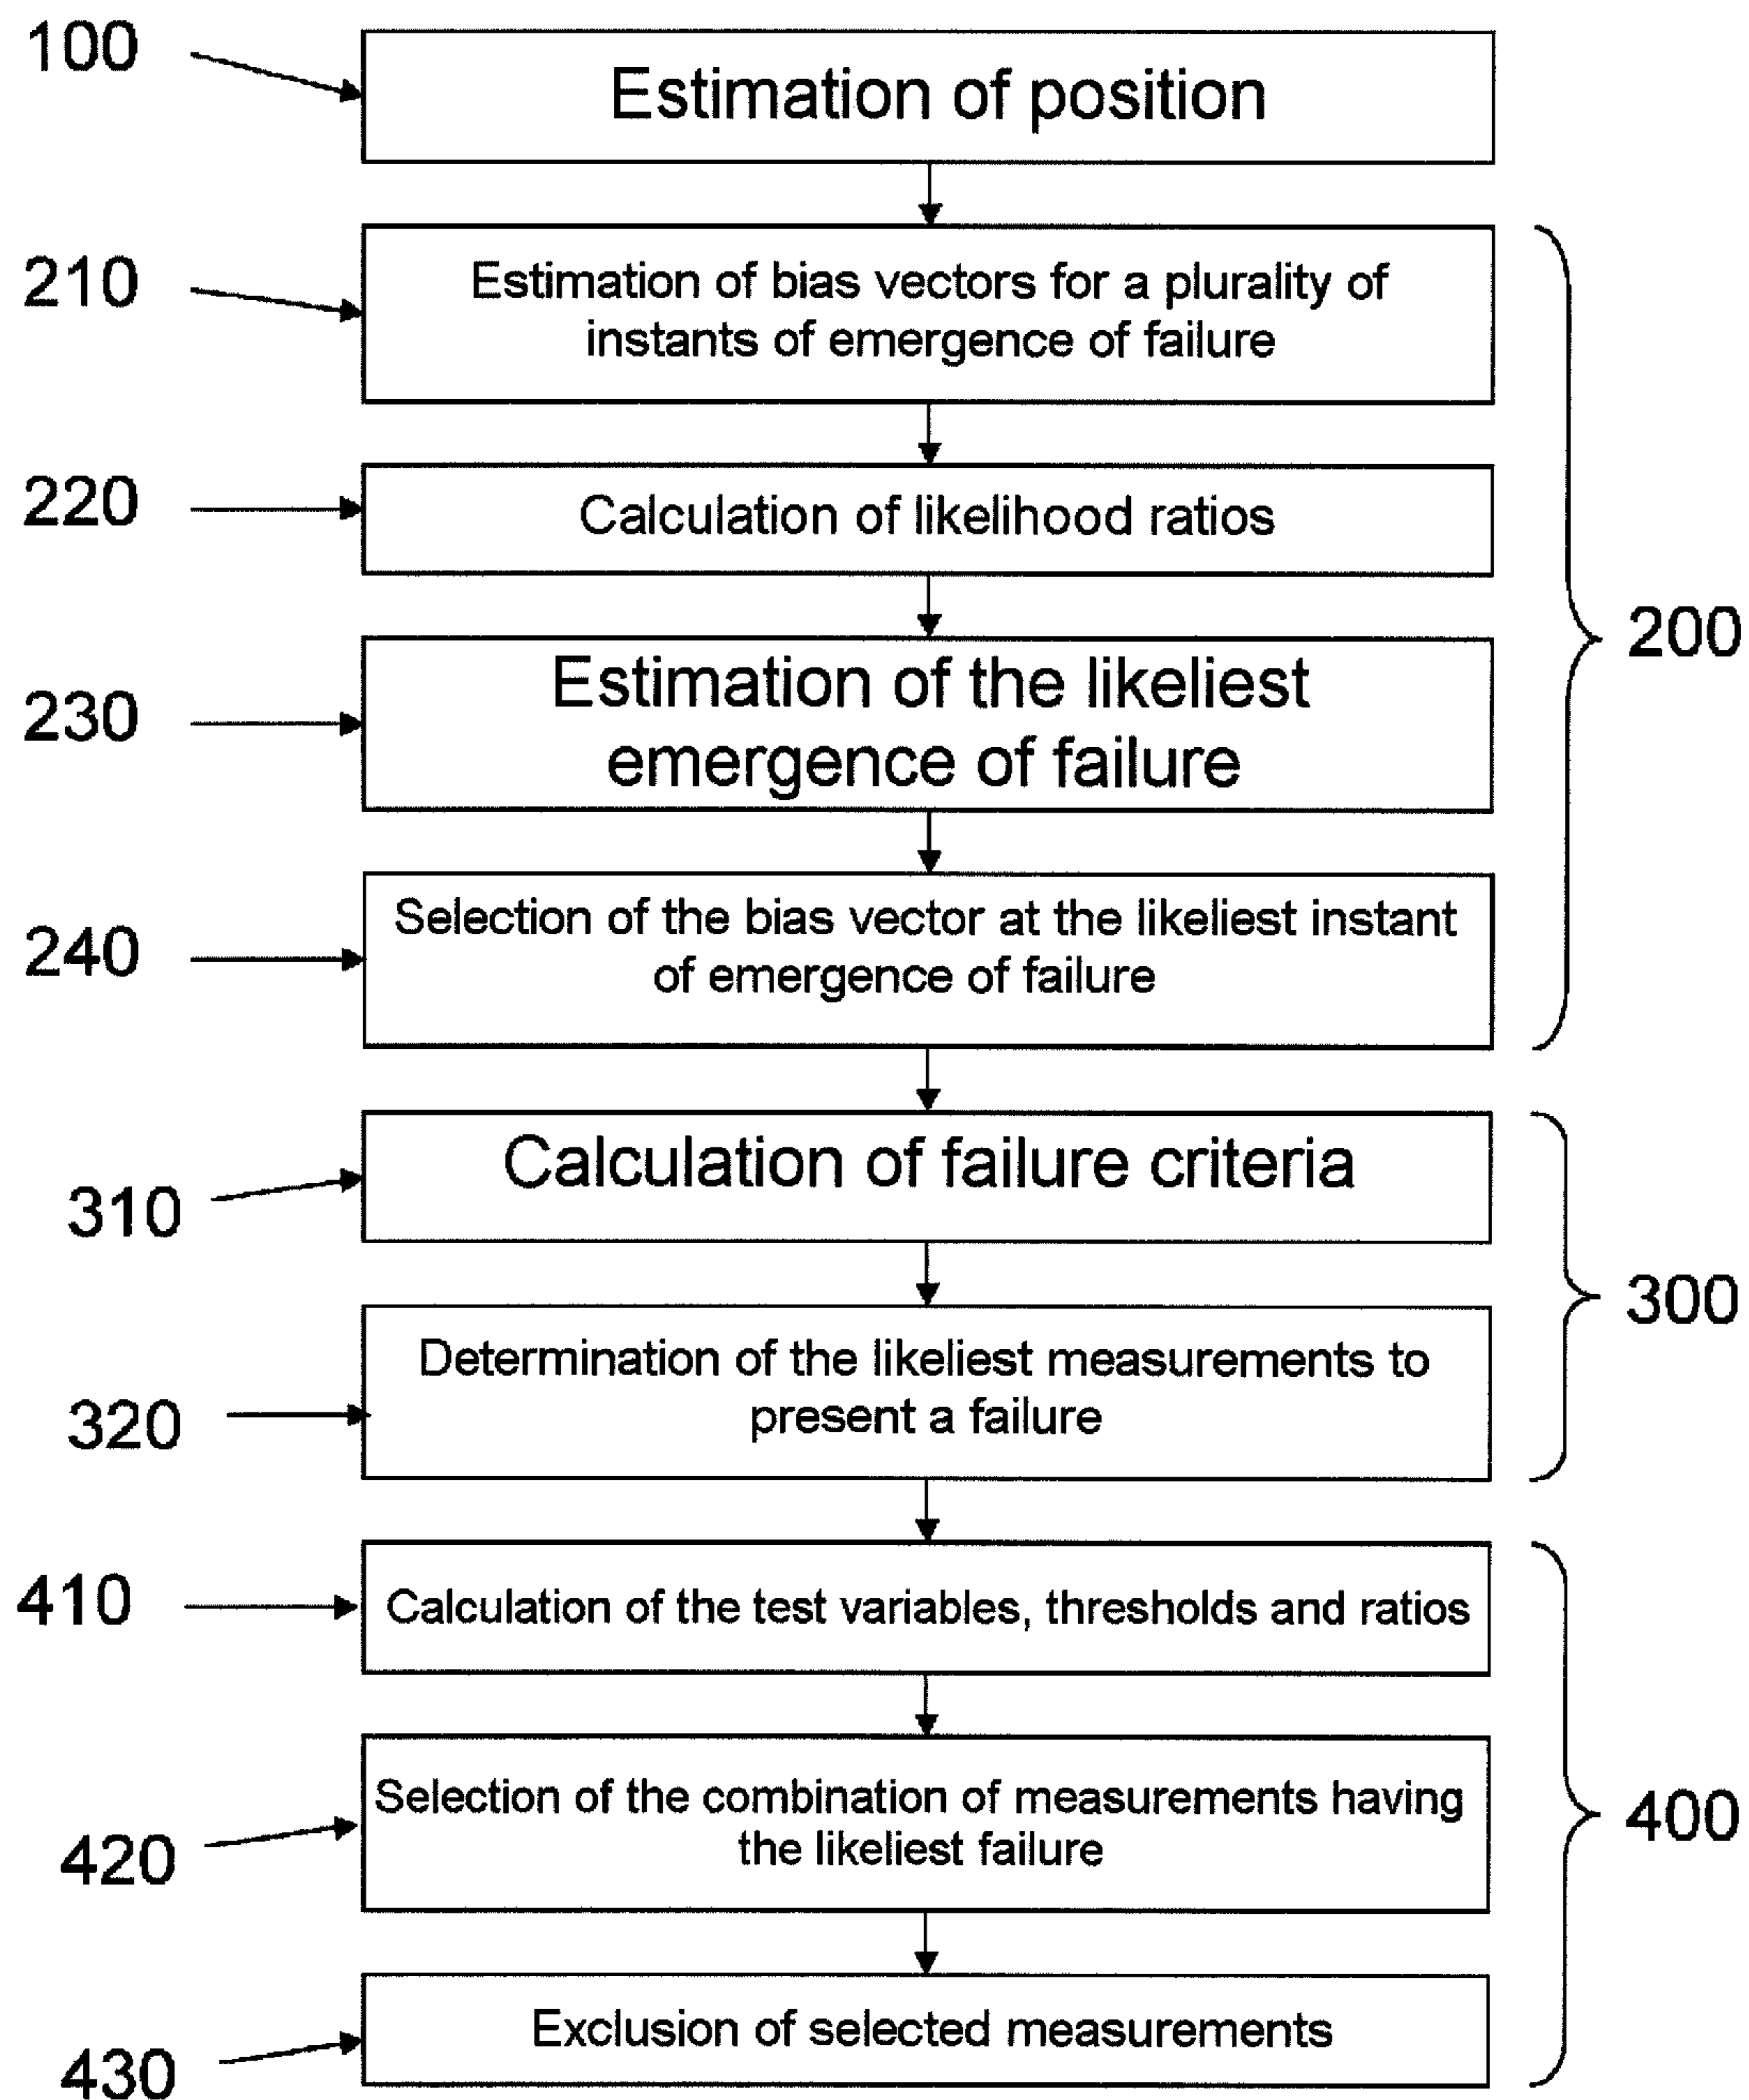 100
Estimation of position
210
Estimation of bias vectors for a plurality of
instants of emergence of failure
220
Calculation of likelihood ratios
230
Estimation of the likeliest
emergence of failure
200
240
Selection of the bias vector at the likeliest instant
of emergence of failure
310
Calculation of failure criteria
300
320
Determination of the likeliest measurements to
present a failure
410
Calculation of the test variables, thresholds and ratios
420
Selection of the combination of measurements having
the likeliest failure
400
430
Exclusion of selected measurements